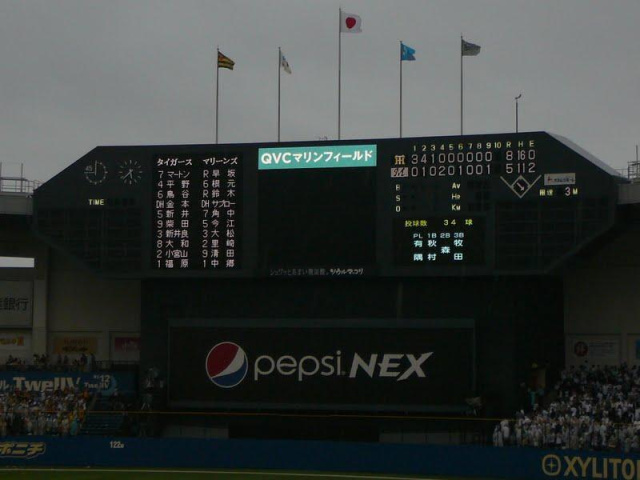 QVCマリンフィールド
タイガース マリーンズ
7 マートン R 早坂
4 平野 6 根元
6 鳥谷 R 鈴木
DH 金本 DH サブロー
5 新井 7 角中
9 柴田 5 今江
3 新井良 3 大松
8 大和 2 里崎
2 小宮山 9 清田
1 福原 1 中郷
TIME
1 2 3 4 5 6 7 8 9 10 R H E
3 4 1 0 0 0 0 0 0 8 16 0
0 1 0 2 0 1 0 0 1 5 11 2
B
S
O
Av
Hp
Km
風速 3 M
投球数 34 球
PL 1B 2B 3B
有 秋 森 牧
隅 村 田
pepsi NEX
Twell
122m
XYLITOL